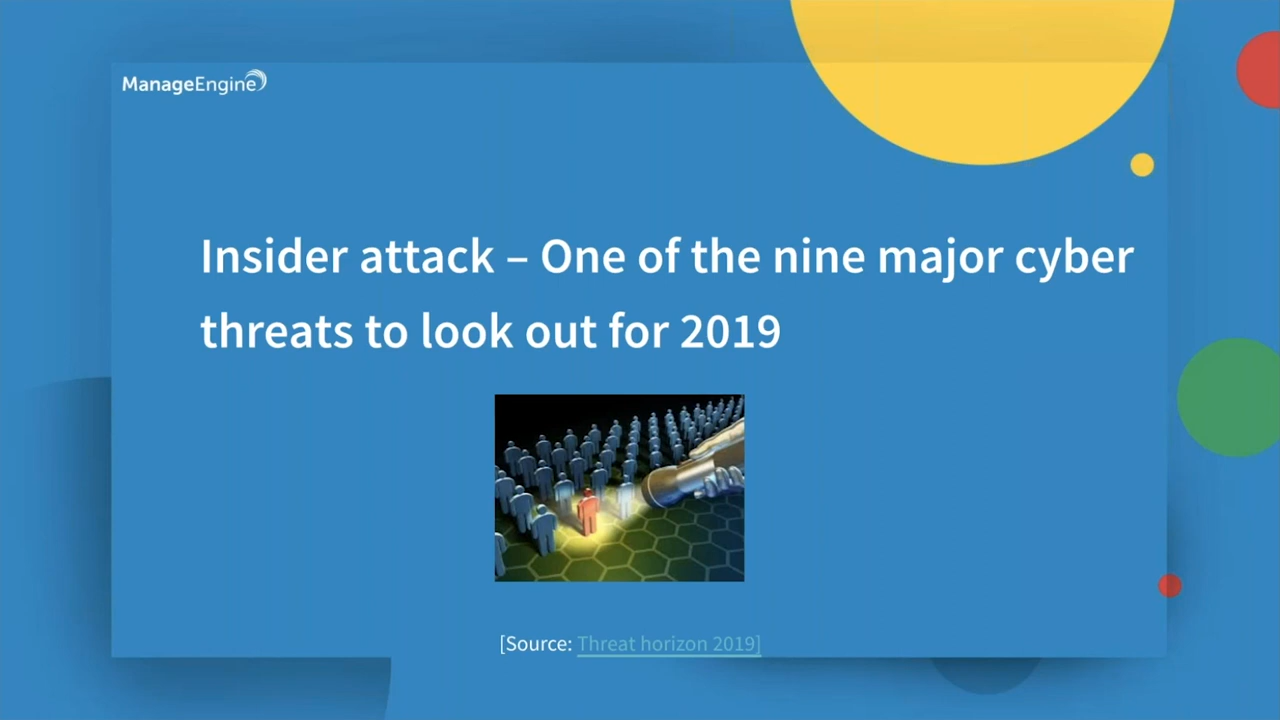 ManageEngine
Insider attack – One of the nine major cyber
threats to look out for 2019
[Source: Threat horizon 2019]